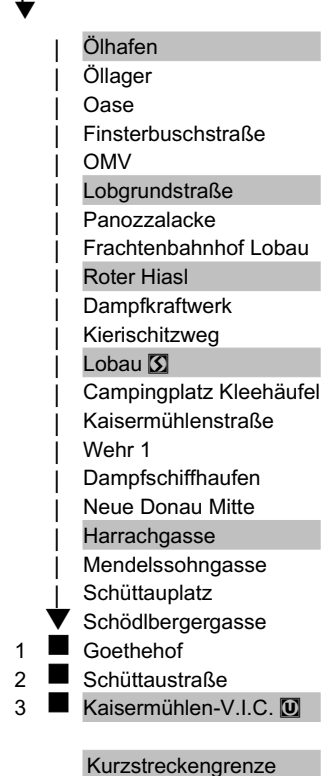 Ölhafen
Öllager
Oase
Finsterbuschstraße
OMV
Lobgrundstraße
Panozzalacke
Frachtenbahnhof Lobau
Roter Hiasl
Dampfkraftwerk
Kierischitzweg
Lobau S
Campingplatz Kleehäufel
Kaisermühlenstraße
Wehr 1
Dampfschiffhaufen
Neue Donau Mitte
Harrachgasse
Mendelssohngasse
Schüttauplatz
Schödlbergergasse
1 Goethehof
2 Schüttaustraße
3 Kaisermühlen-V.I.C. U
Kurzstreckengrenze